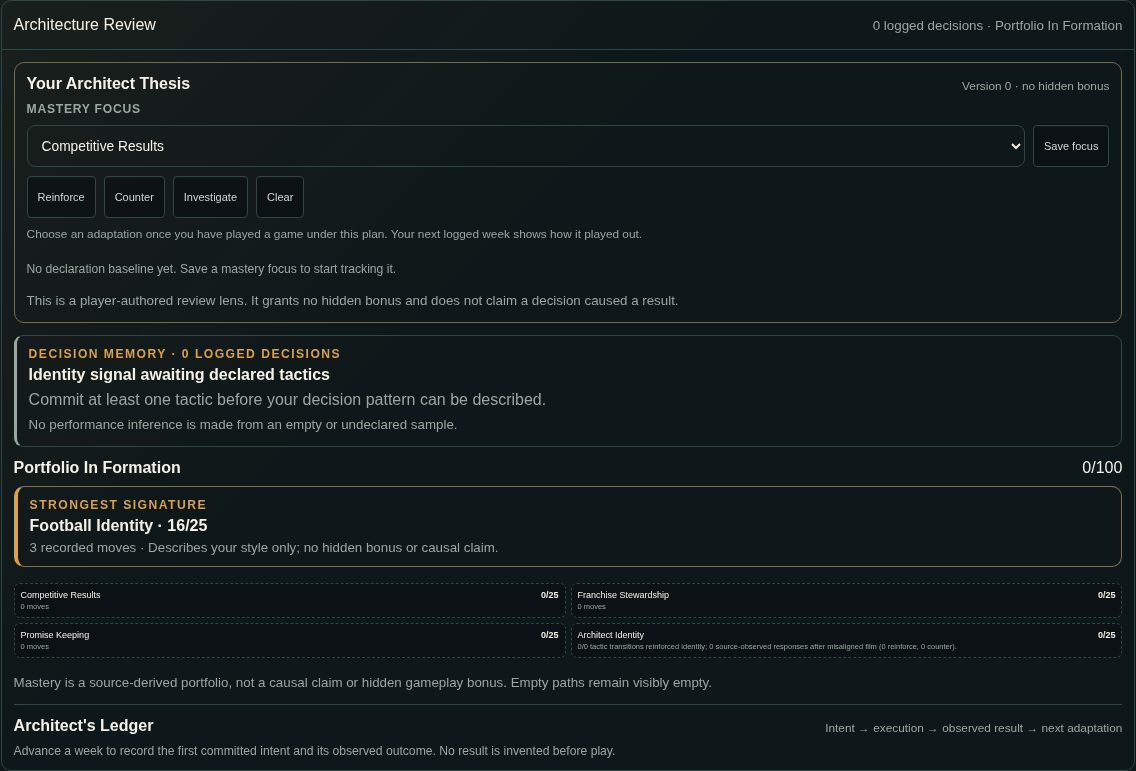 Architecture Review
0 logged decisions · Portfolio In Formation
Your Architect Thesis
Version 0 · no hidden bonus
MASTERY FOCUS
Competitive Results
Save focus
Reinforce
Counter
Investigate
Clear
Choose an adaptation once you have played a game under this plan. Your next logged week shows how it played out.
No declaration baseline yet. Save a mastery focus to start tracking it.
This is a player-authored review lens. It grants no hidden bonus and does not claim a decision caused a result.
DECISION MEMORY · 0 LOGGED DECISIONS
Identity signal awaiting declared tactics
Commit at least one tactic before your decision pattern can be described.
No performance inference is made from an empty or undeclared sample.
Portfolio In Formation
0/100
STRONGEST SIGNATURE
Football Identity · 16/25
3 recorded moves · Describes your style only; no hidden bonus or causal claim.
Competitive Results
0/25
0 moves
Franchise Stewardship
0/25
0 moves
Promise Keeping
0/25
0 moves
Architect Identity
0/25
0/0 tactic transitions reinforced identity; 0 source-observed responses after misaligned film (0 reinforce, 0 counter).
Mastery is a source-derived portfolio, not a causal claim or hidden gameplay bonus. Empty paths remain visibly empty.
Architect's Ledger
Intent → execution → observed result → next adaptation
Advance a week to record the first committed intent and its observed outcome. No result is invented before play.